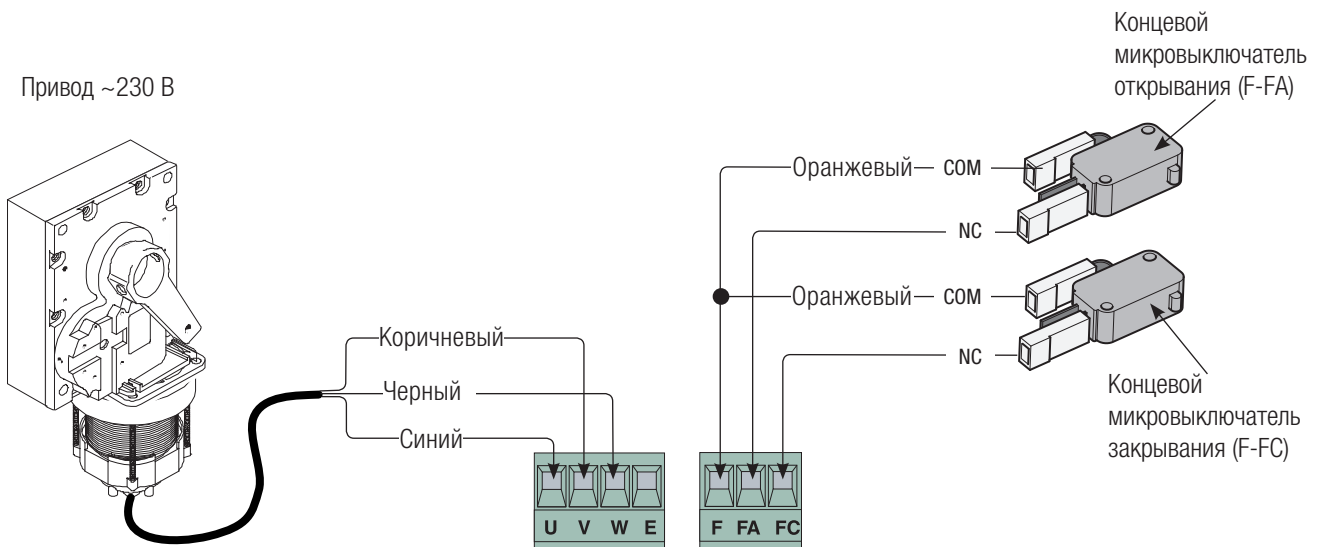 Концевой
микровыключатель
открывания (F-FA)
Привод ~230 В
Оранжевый COM
NC
Оранжевый COM
NC
Коричневый
Черный
Синий
Концевой
микровыключатель
закрывания (F-FC)
U V W E
F FA FC